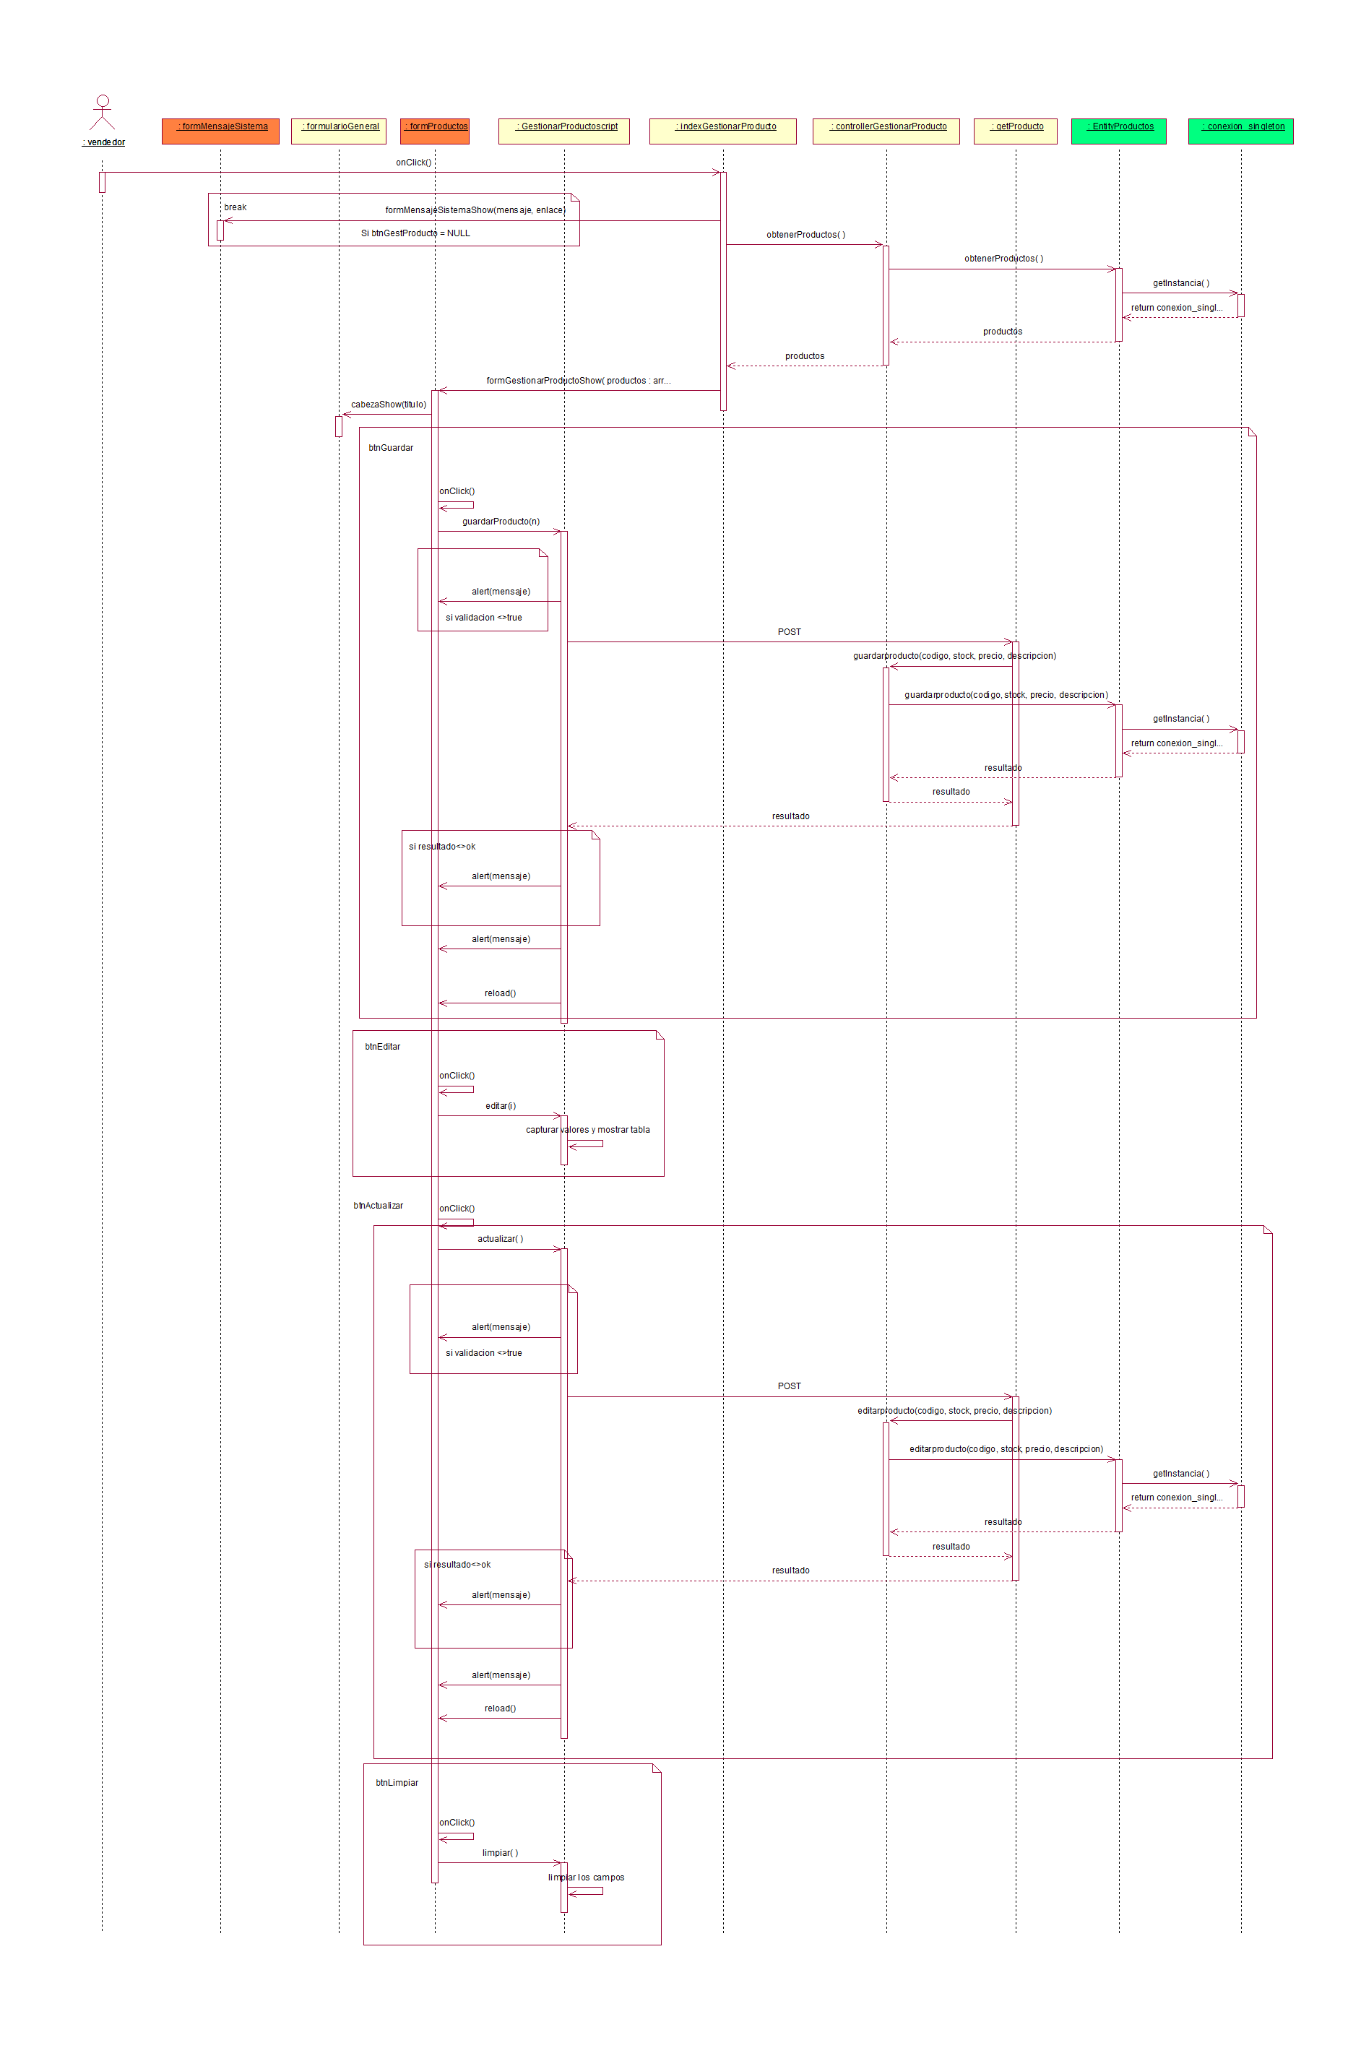 : vendedor
: formMensajeSistema
: formularioGeneral
: formProductos
: GestionarProductoscript
: indexGestionarProducto
: controllerGestionarProducto
: getProducto
: EntityProductos
: conexion_singleton
onClick()
break
formMensajeSistemaShow(mensaje, enlace)
Si btnGestProducto = NULL
obtenerProductos( )
obtenerProductos( )
getInstancia( )
return conexion_singl...
productos
productos
formGestionarProductoShow( productos : arr...
cabezaShow(titulo)
btnGuardar
onClick()
guardarProducto(n)
alert(mensaje)
si validacion <>true
POST
guardarproducto(codigo, stock, precio, descripcion)
guardarproducto(codigo, stock, precio, descripcion)
getInstancia( )
return conexion_singl...
resultado
resultado
resultado
si resultado<>ok
alert(mensaje)
alert(mensaje)
reload()
btnEditar
onClick()
editar(i)
capturar valores y mostrar tabla
btnActualizar
onClick()
actualizar( )
alert(mensaje)
si validacion <>true
POST
editarproducto(codigo, stock, precio, descripcion)
editarproducto(codigo, stock, precio, descripcion)
getInstancia( )
return conexion_singl...
resultado
resultado
si resultado<>ok
resultado
alert(mensaje)
alert(mensaje)
reload()
btnLimpiar
onClick()
limpiar( )
limpiar los campos